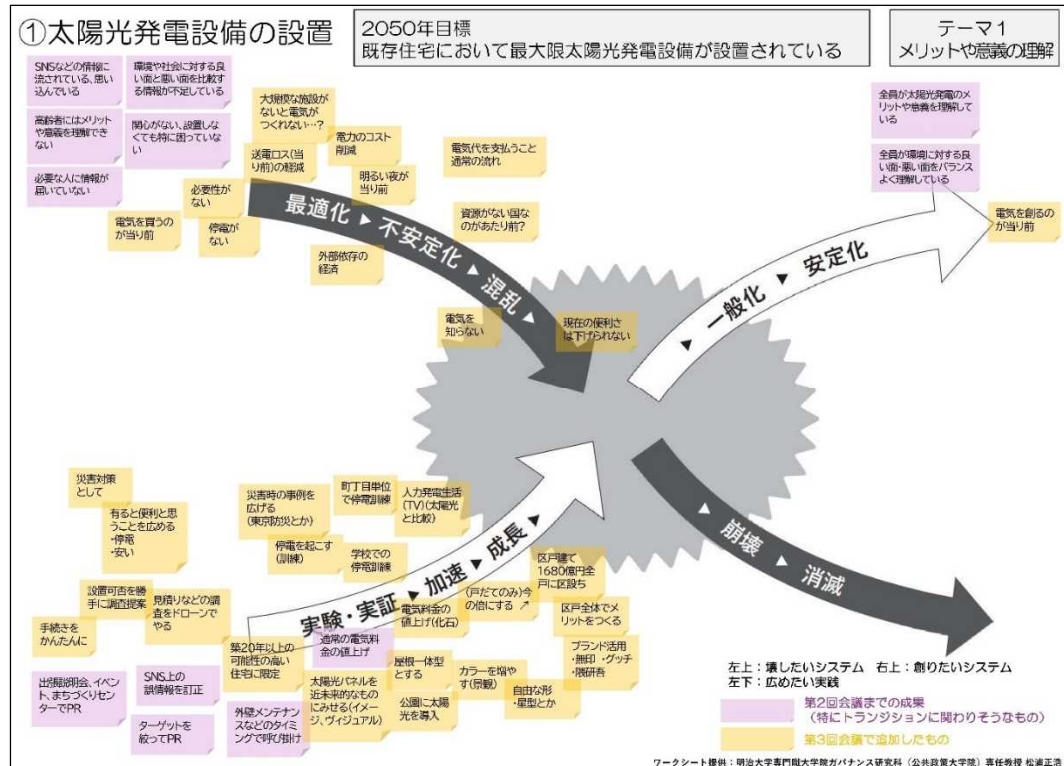 ①太陽光発電設備の設置
2050年目標
既存住宅において最大限太陽光発電設備が設置されている
テーマ1
メリットや意義の理解
SNSなどの情報に
流されている、思い
込んでいる
環境や社会に対する良
い面と悪い面を比較す
る情報が不足している
高齢者にはメリット
や意義を理解でき
ない
関心がない、設置しな
くても特に困ってい
ない
必要な人に情報が
届いていない
大規模な施設が
ないと電気が
つくれない…？
送電ロス(当
り前)の軽減
電力のコスト
削減
明るい夜が
当り前
電気代を支払うこと
通常の流れ
必要性が
ない
電気を買うの
が当り前
停電が
ない
資源がない国な
のがあたり前？
外部依存の
経済
電気を
知らない
現在の便利さ
は下げられない
最適化 ▶ 不安定化 ▶ 混乱 ▶
全員が太陽光発電のメ
リットや意義を理解して
いる
全員が環境に対する良
い面・悪い面をバランス
よく理解している
電気を創るの
が当り前
▶ 一般化 ▶ 安定化
▶ 崩壊 ▶ 消滅
災害対策
として
有ると便利と思
うことを広める
・停電
・安い
災害時の事例を
広げる
(東京防災とか)
町丁目単位
で停電訓練
人力発電生活
(TV)(太陽光
と比較)
停電を起こす
(訓練)
学校での
停電訓練
実験・実証 ▶ 加速 ▶ 成長 ▶
設置可否を勝
手に調査提案
見積りなどの調
査をドローンで
やる
手続きを
かんたんに
築20年以上の
可能性の高い
住宅に限定
通常の電気料
金の値上げ
電気料金の
値上げ(化石)
(戸だてのみ)今
の倍にする ↗
区戸建て
1680億円全
戸に区設ち
区戸全体でメ
リットをつくる
出張説明会、イベン
ト、まちづくりセン
ターでPR
SNS上の
誤情報を訂正
ターゲットを
絞ってPR
外壁メンテナン
スなどのタイミ
ングで呼び掛け
太陽光パネルを
近未来的なもの
にみせる(イメー
ジ、ヴィジュアル)
屋根一体型
とする
公園に太陽
光を導入
カラーを増や
す(景観)
自由な形
・星型とか
ブランド活用
・無印 ・グッチ
・隈研吾
左上：壊したいシステム 右上：創りたいシステム
左下：広めたい実践
第2回会議までの成果
（特にトランジションに関わりそうなもの）
第3回会議で追加したもの
ワークシート提供：明治大学専門職大学院ガバナンス研究科（公共政策大学院）専任教授 松浦正浩